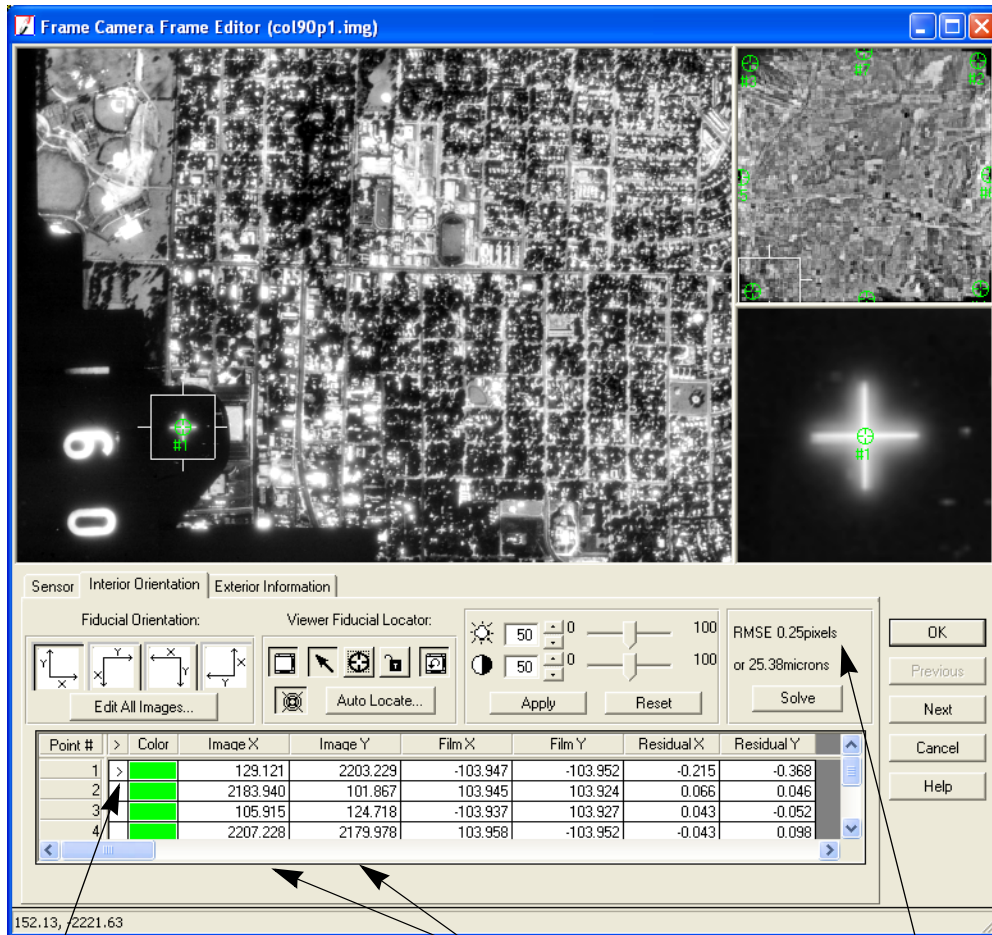 Frame Camera Frame Editor (col90p1.img)
#1
#1
0 9 1
Sensor Interior Orientation Exterior Information
Fiducial Orientation:
Y X
X Y
X Y
X Y
Edit All Images...
Viewer Fiducial Locator:
Auto Locate...
50 0 100
50 0 100
Apply Reset
RMSE 0.25pixels
or 25.38microns
Solve
OK
Previous
Next
Cancel
Help
Point # > Color Image X Image Y Film X Film Y Residual X Residual Y
1 > 129.121 2203.229 -103.947 -103.952 -0.215 -0.368
2 2183.940 101.867 103.945 103.924 0.066 0.046
3 105.915 124.718 -103.937 103.927 0.043 -0.052
4 2207.228 2179.978 103.958 -103.952 -0.043 0.098
152.13, -2221.63